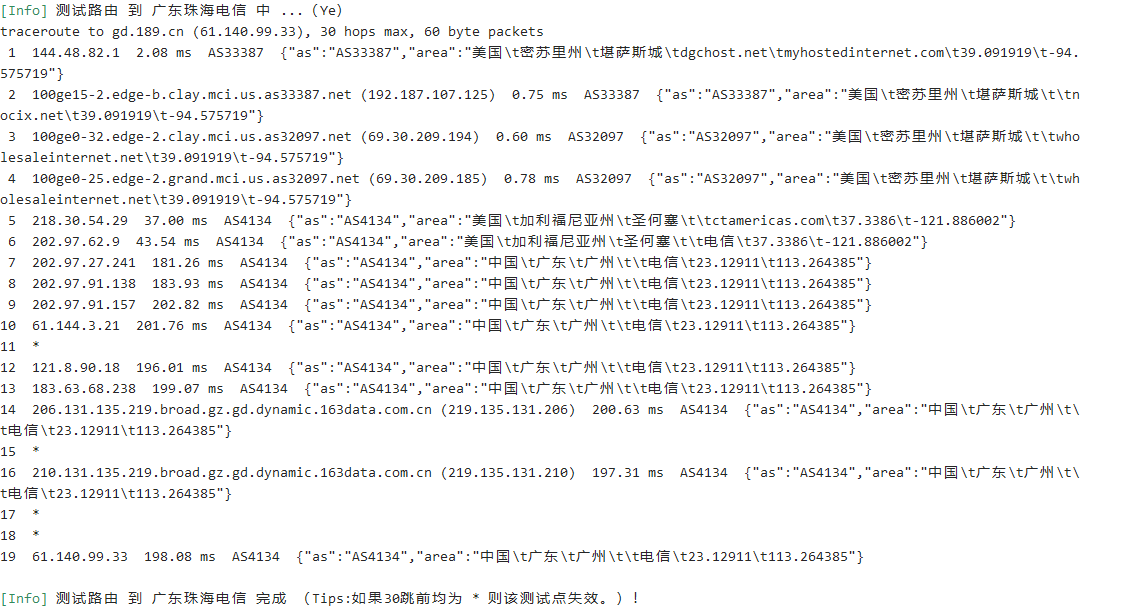 [Info] 测试路由 到 广东珠海电信 中 ... (Ye)
traceroute to gd.189.cn (61.140.99.33), 30 hops max, 60 byte packets
 1  144.48.82.1  2.08 ms  AS33387  {"as":"AS33387","area":"美国\t密苏里州\t堪萨斯城\tdgchost.net\tmyhostedinternet.com\t39.091919\t-94.
575719"}
 2  100ge15-2.edge-b.clay.mci.us.as33387.net (192.187.107.125)  0.75 ms  AS33387  {"as":"AS33387","area":"美国\t密苏里州\t堪萨斯城\t\tn
ocix.net\t39.091919\t-94.575719"}
 3  100ge0-32.edge-2.clay.mci.us.as32097.net (69.30.209.194)  0.60 ms  AS32097  {"as":"AS32097","area":"美国\t密苏里州\t堪萨斯城\t\twho
lesaleinternet.net\t39.091919\t-94.575719"}
 4  100ge0-25.edge-2.grand.mci.us.as32097.net (69.30.209.185)  0.78 ms  AS32097  {"as":"AS32097","area":"美国\t密苏里州\t堪萨斯城\t\twh
olesaleinternet.net\t39.091919\t-94.575719"}
 5  218.30.54.29  37.00 ms  AS4134  {"as":"AS4134","area":"美国\t加利福尼亚州\t圣何塞\t\tctamericas.com\t37.3386\t-121.886002"}
 6  202.97.62.9  43.54 ms  AS4134  {"as":"AS4134","area":"美国\t加利福尼亚州\t圣何塞\t\t电信\t37.3386\t-121.886002"}
 7  202.97.27.241  181.26 ms  AS4134  {"as":"AS4134","area":"中国\t广东\t广州\t\t电信\t23.12911\t113.264385"}
 8  202.97.91.138  183.93 ms  AS4134  {"as":"AS4134","area":"中国\t广东\t广州\t\t电信\t23.12911\t113.264385"}
 9  202.97.91.157  202.82 ms  AS4134  {"as":"AS4134","area":"中国\t广东\t广州\t\t电信\t23.12911\t113.264385"}
10  61.144.3.21  201.76 ms  AS4134  {"as":"AS4134","area":"中国\t广东\t广州\t\t电信\t23.12911\t113.264385"}
11  *
12  121.8.90.18  196.01 ms  AS4134  {"as":"AS4134","area":"中国\t广东\t广州\t\t电信\t23.12911\t113.264385"}
13  183.63.68.238  199.07 ms  AS4134  {"as":"AS4134","area":"中国\t广东\t广州\t\t电信\t23.12911\t113.264385"}
14  206.131.135.219.broad.gz.gd.dynamic.163data.com.cn (219.135.131.206)  200.63 ms  AS4134  {"as":"AS4134","area":"中国\t广东\t广州\t\
t电信\t23.12911\t113.264385"}
15  *
16  210.131.135.219.broad.gz.gd.dynamic.163data.com.cn (219.135.131.210)  197.31 ms  AS4134  {"as":"AS4134","area":"中国\t广东\t广州\t\
t电信\t23.12911\t113.264385"}
17  *
18  *
19  61.140.99.33  198.08 ms  AS4134  {"as":"AS4134","area":"中国\t广东\t广州\t\t电信\t23.12911\t113.264385"}
[Info] 测试路由 到 广东珠海电信 完成 （Tips:如果30跳前均为 * 则该测试点失效。）!